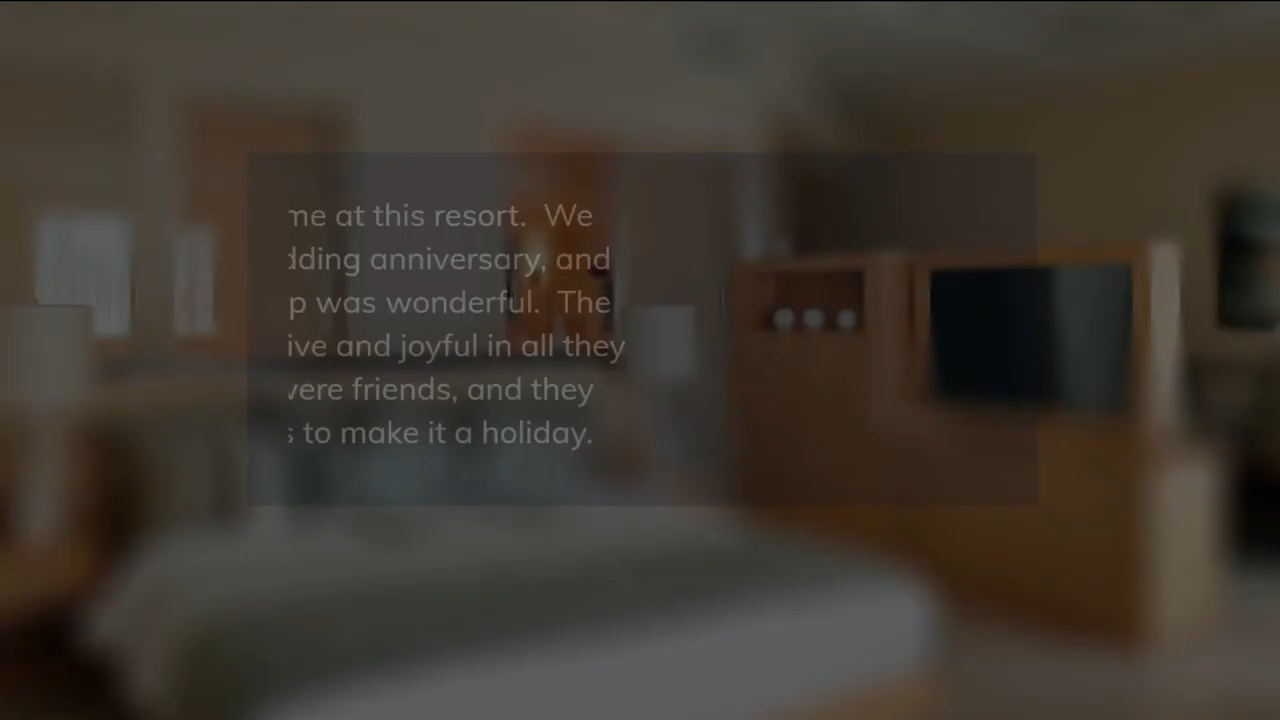 me at this resort. We
dding anniversary, and
p was wonderful. The
ive and joyful in all they
vere friends, and they
s to make it a holiday.